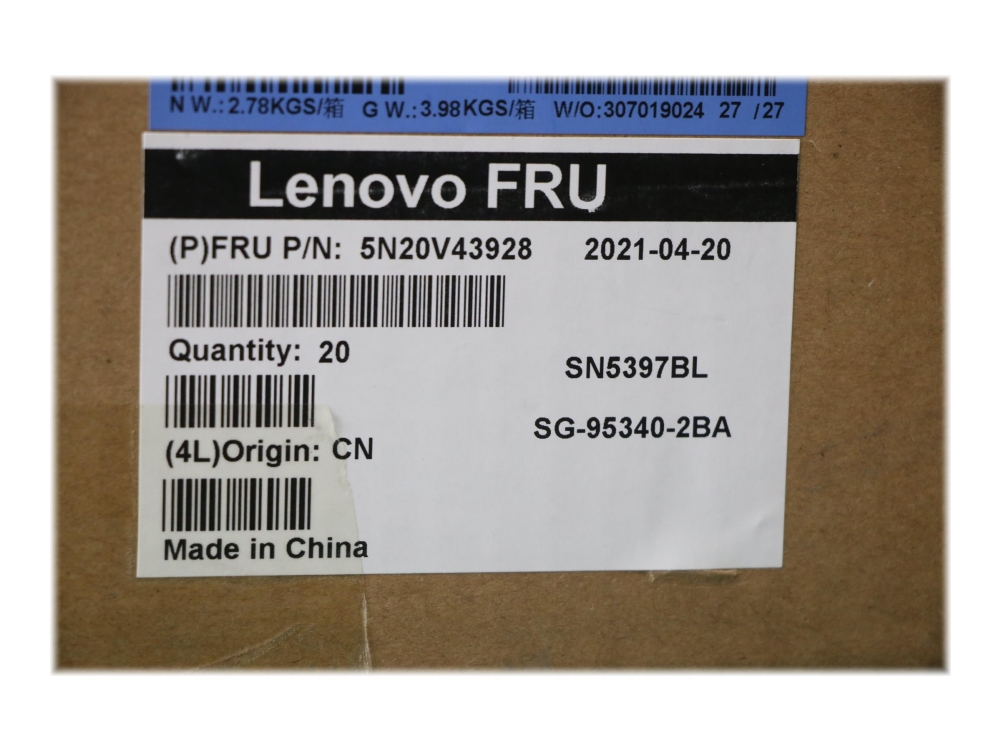 N W.:2.78KGS/箱 G W.:3.98KGS/箱 W/O:307019024 27 /27
Lenovo FRU
(P)FRU P/N: 5N20V43928 2021-04-20
Quantity: 20
SN5397BL
SG-95340-2BA
(4L)Origin: CN
Made in China